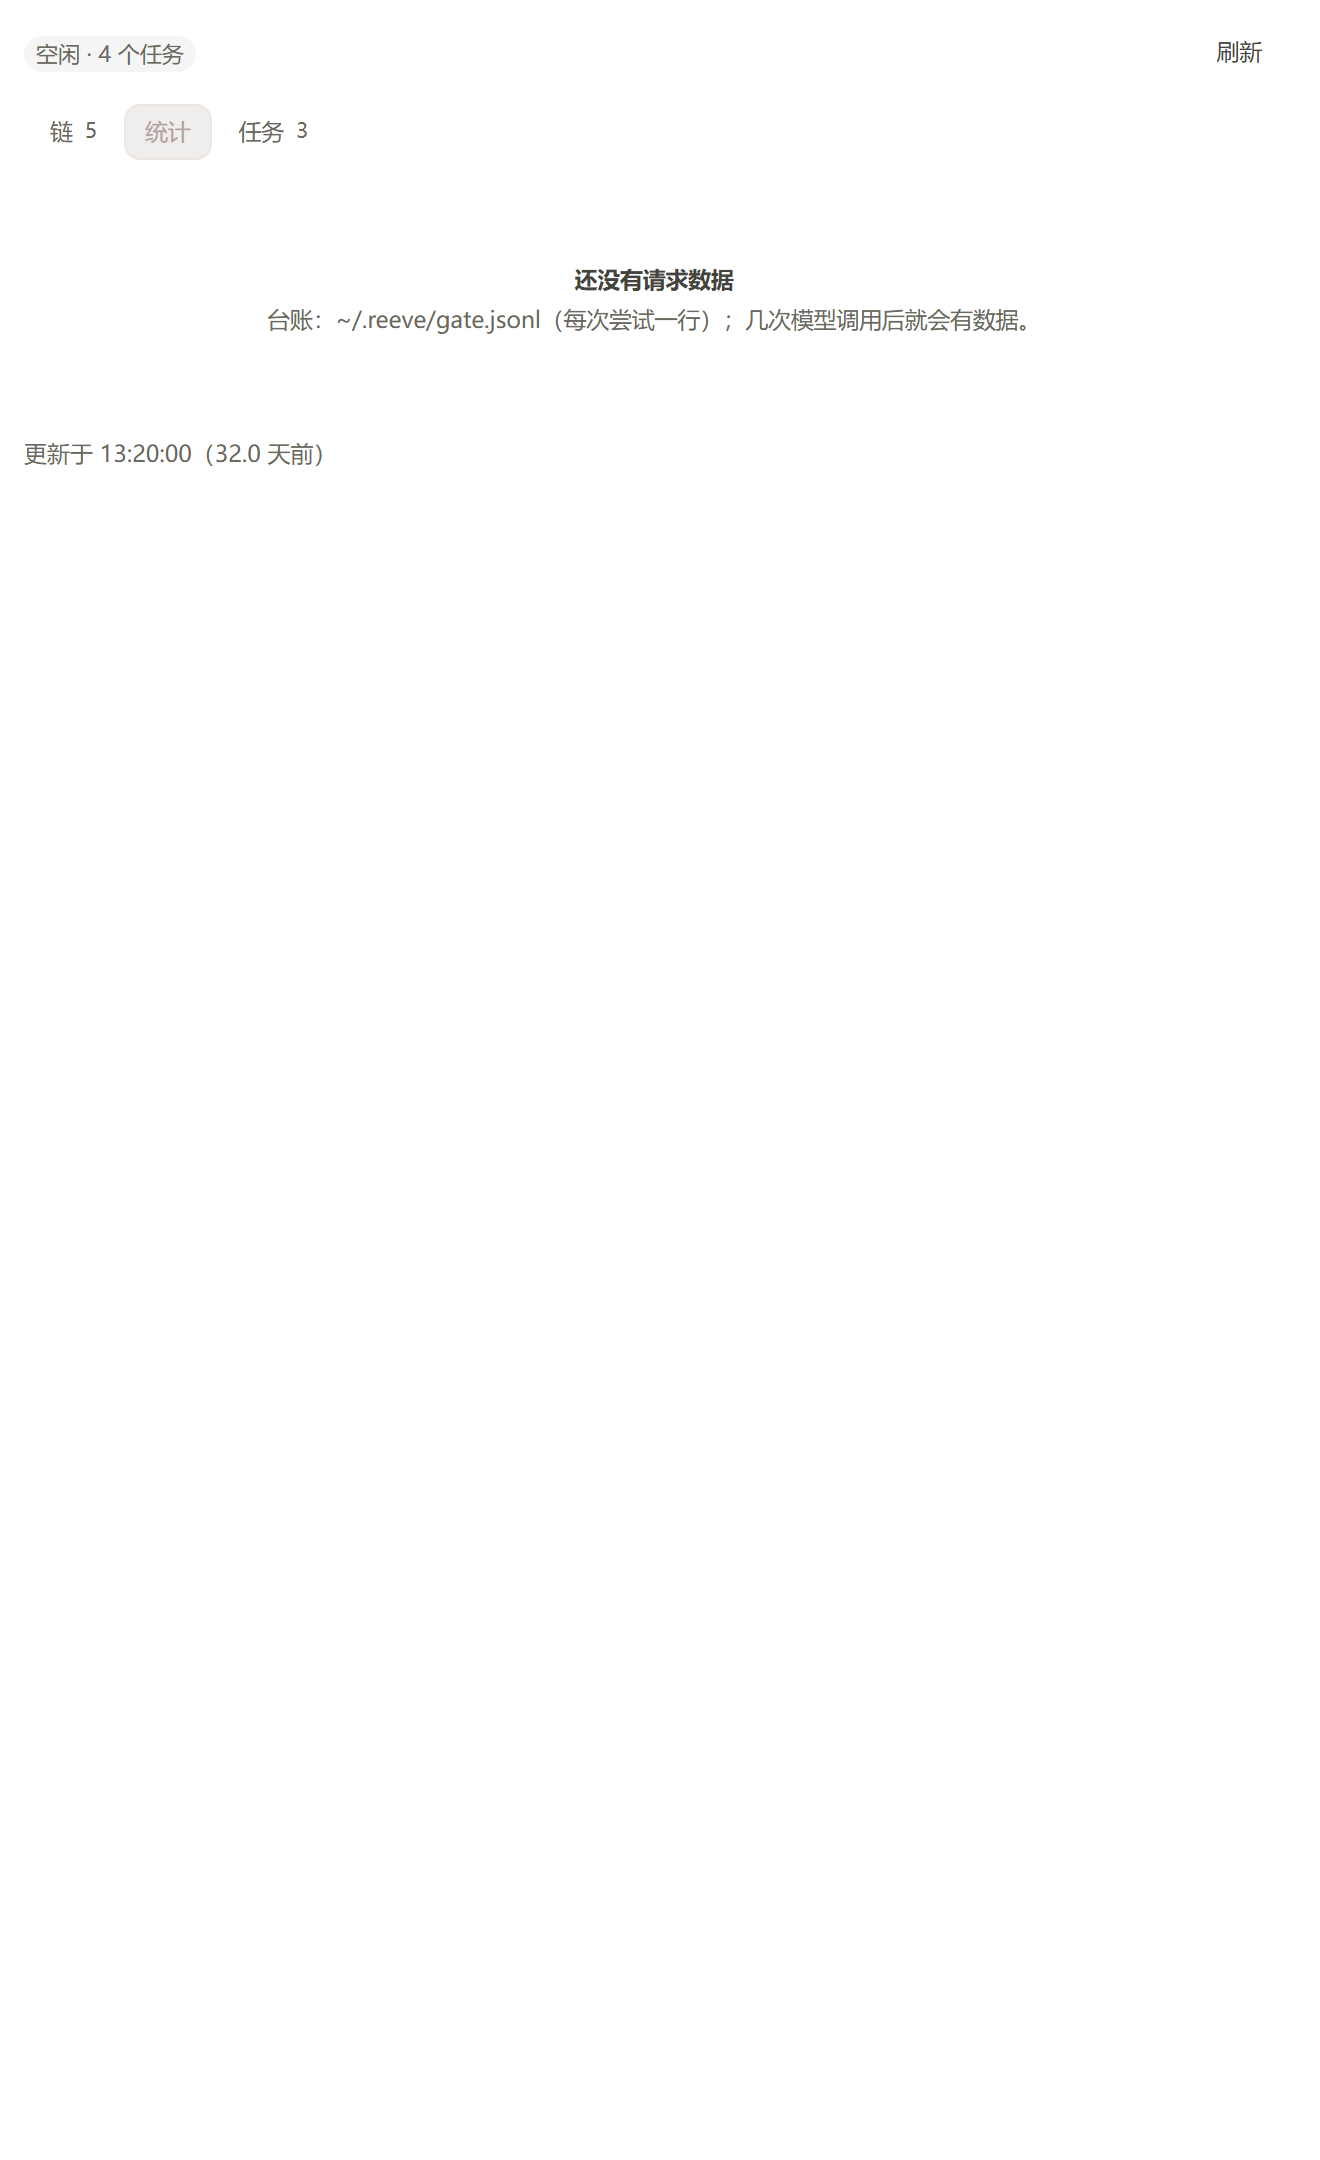 空闲 · 4 个任务
刷新
链 5 统计 任务 3
还没有请求数据
台账：~/.reeve/gate.jsonl（每次尝试一行）；几次模型调用后就会有数据。
更新于 13:20:00（32.0 天前）